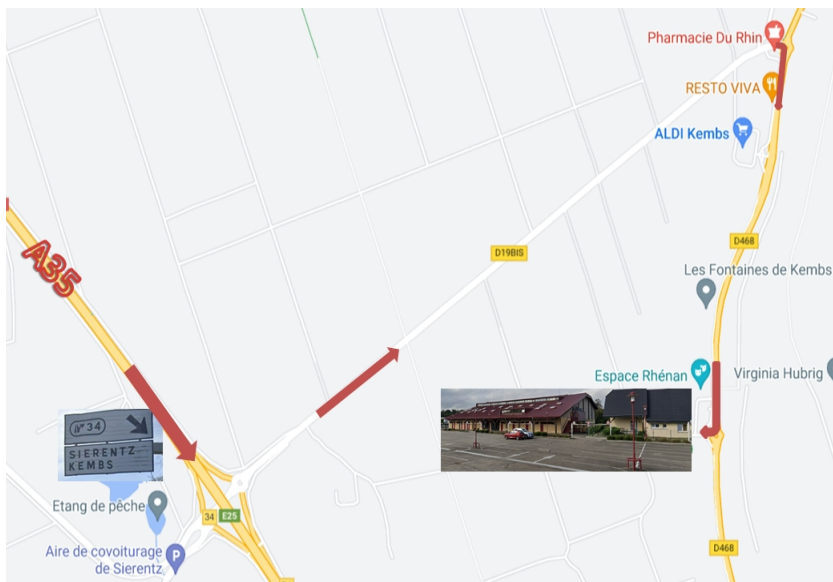 Pharmacie Du Rhin
RESTO VIVA
ALDI Kembs
D19BIS
D468
Les Fontaines de Kembs
A35
Espace Rhénan
Virginia Hubrig
N° 34
SIERENTZ
KEMBS
Etang de pêche
34
E25
Aire de covoiturage
de Sierentz
P
D468